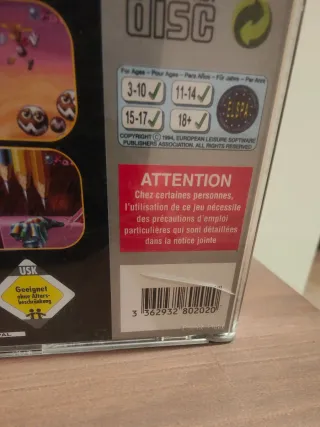 DISC
For Ages – Pour Ages – Para Años – Für Jahre – Per Anni
3-10
11-14
15-17
18+
ELSPA
COPYRIGHT © 1994, EUROPEAN LEISURE SOFTWARE
PUBLISHERS ASSOCIATION. ALL RIGHTS RESERVED.
ATTENTION
Chez certaines personnes,
l'utilisation de ce jeu nécessite
des précautions d'emploi
particulières qui sont détaillées
dans la notice jointe
USK
Geeignet
ohne Alters-
beschränkung
PAL
3 362932 802020